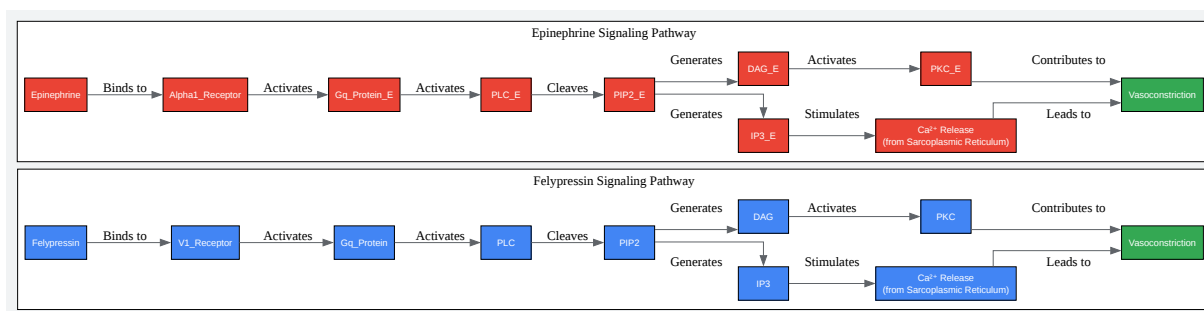 Epinephrine Signaling Pathway
Generates
DAG_E
Activates
PKC_E
Contributes to
Epinephrine
Binds to
Alpha1_Receptor
Activates
Gq_Protein_E
Activates
PLC_E
Cleaves
PIP2_E
Vasoconstriction
Generates
IP3_E
Stimulates
Ca²⁺ Release
(from Sarcoplasmic Reticulum)
Leads to
Felypressin Signaling Pathway
Generates
DAG
Activates
PKC
Contributes to
Felypressin
Binds to
V1_Receptor
Activates
Gq_Protein
Activates
PLC
Cleaves
PIP2
Vasoconstriction
Generates
IP3
Stimulates
Ca²⁺ Release
(from Sarcoplasmic Reticulum)
Leads to